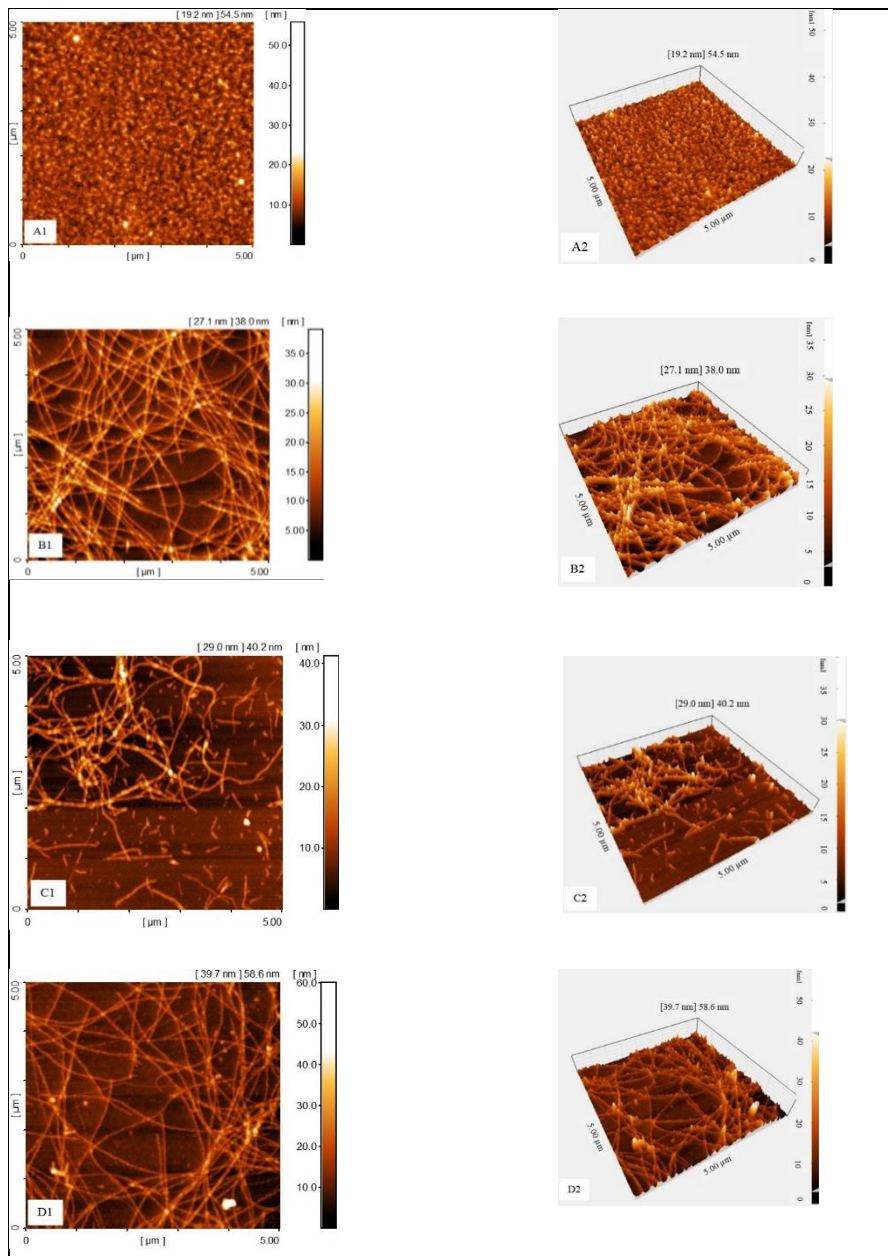 [ 19.2 nm ] 54.5 nm [ nm ]
5.00
[ µm ]
0
50.0
40.0
30.0
20.0
10.0
A1
0 [ µm ] 5.00
[19.2 nm] 54.5 nm
5.00 µm
5.00 µm
[nm]
50
40
30
20
10
0
A2
[ 27.1 nm ] 38.0 nm [ nm ]
5.00
[ µm ]
0
35.0
30.0
25.0
20.0
15.0
10.0
5.00
B1
0 [ µm ] 5.00
[27.1 nm] 38.0 nm
5.00 µm
5.00 µm
[nm]
35
30
25
20
15
10
5
0
B2
[ 29.0 nm ] 40.2 nm [ nm ]
5.00
[ µm ]
0
40.0
30.0
20.0
10.0
C1
0 [ µm ] 5.00
[29.0 nm] 40.2 nm
5.00 µm
5.00 µm
[nm]
35
30
25
20
15
10
5
0
C2
[ 39.7 nm ] 58.6 nm [ nm ]
5.00
[ µm ]
0
60.0
50.0
40.0
30.0
20.0
10.0
D1
0 [ µm ] 5.00
[39.7 nm] 58.6 nm
5.00 µm
5.00 µm
[nm]
50
40
30
20
10
0
D2